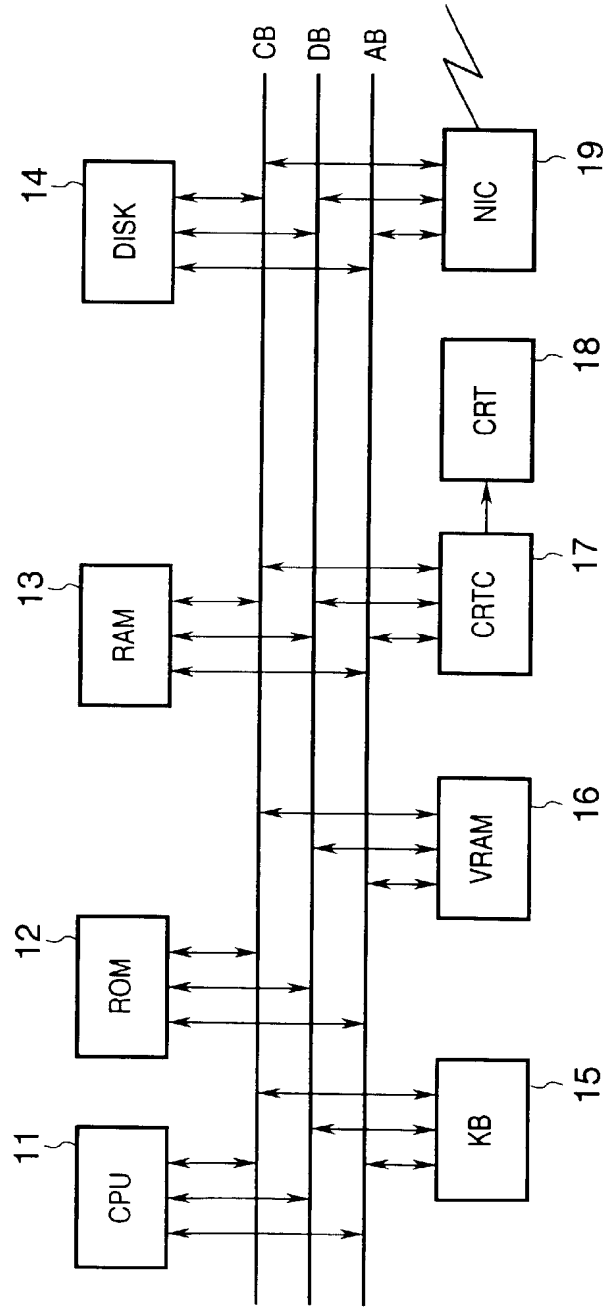 11
CPU
12
ROM
13
RAM
14
DISK
CB
DB
AB
KB
15
VRAM
16
CRTC
17
CRT
18
NIC
19